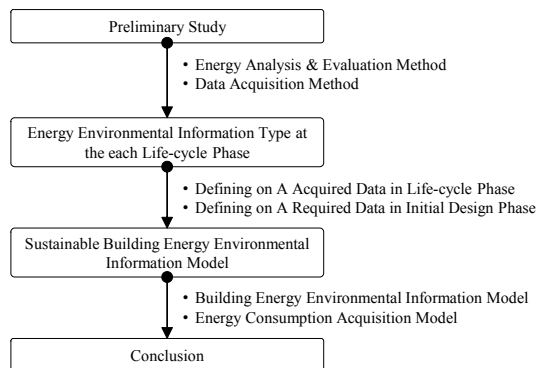 Preliminary Study
• Energy Analysis & Evaluation Method
• Data Acquisition Method
Energy Environmental Information Type at
the each Life-cycle Phase
• Defining on A Acquired Data in Life-cycle Phase
• Defining on A Required Data in Initial Design Phase
Sustainable Building Energy Environmental
Information Model
• Building Energy Environmental Information Model
• Energy Consumption Acquisition Model
Conclusion